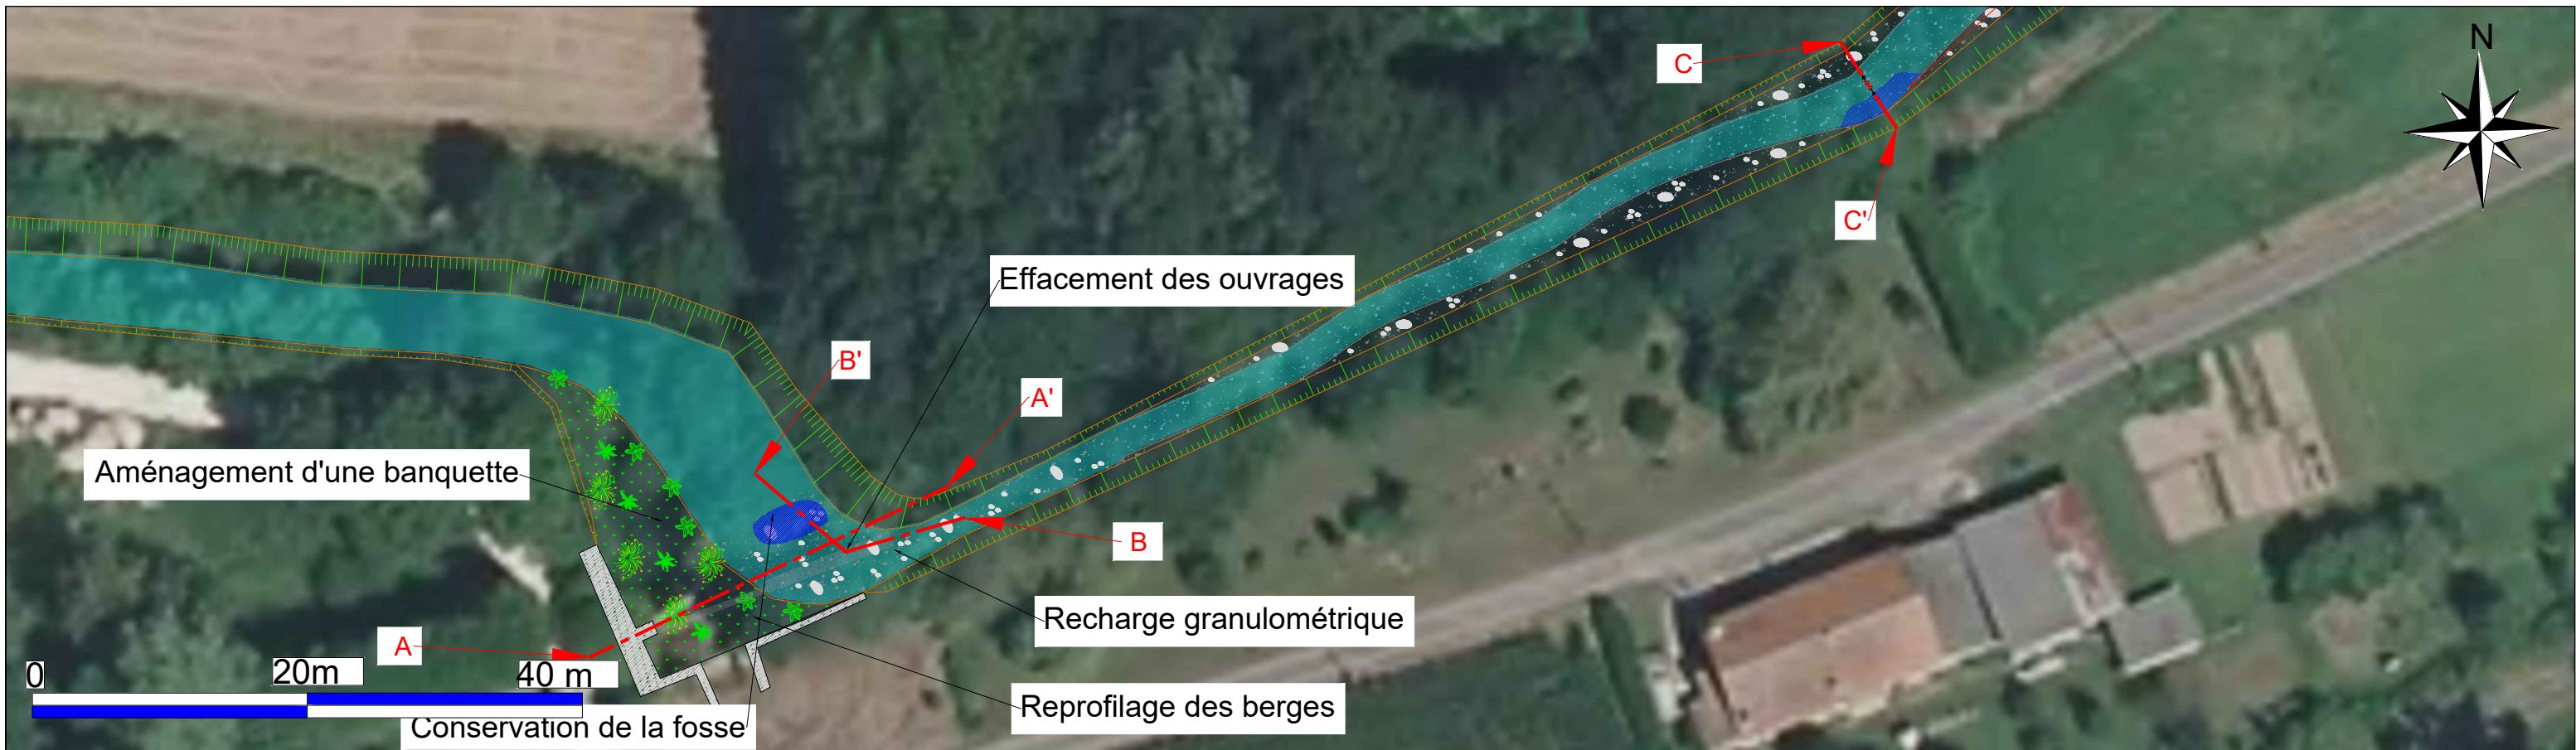 N
C
C'
Effacement des ouvrages
B'
A'
Aménagement d'une banquette
B
Recharge granulométrique
A
0
20m
40 m
Reprofilage des berges
Conservation de la fosse